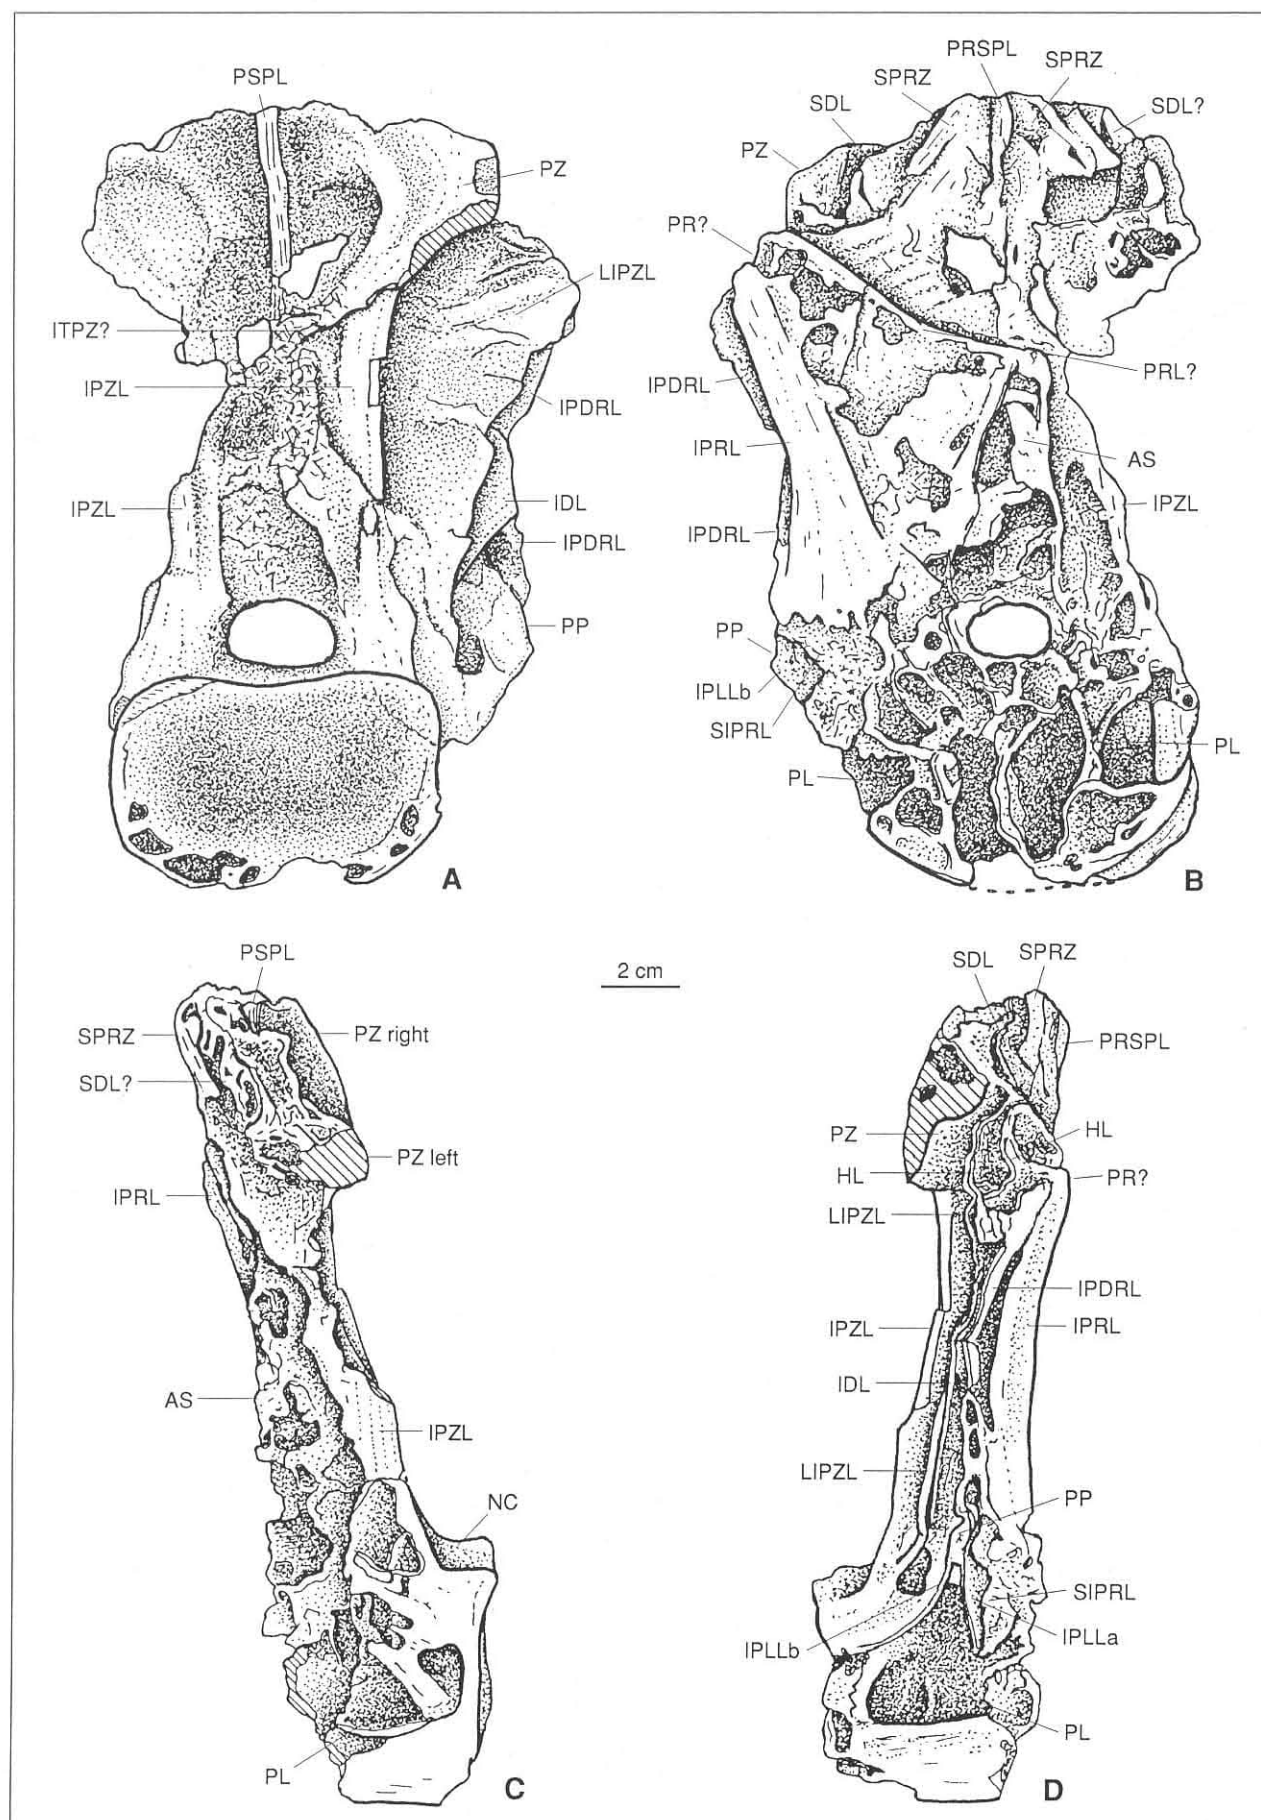 PSPL
PZ
LIPZL
ITPZ?
IPZL
IPDRL
IPZL
IDL
IPDRL
PP
A
PRSPL
SPRZ
SPRZ
SDL
SDL?
PZ
PR?
IPDRL
PRL?
IPRL
AS
IPZL
IPDRL
PP
IPLLb
SIPRL
PL
PL
B
PSPL
2 cm
SPRZ
PZ right
SDL?
PZ left
IPRL
AS
IPZL
NC
PL
C
SDL
SPRZ
PRSPL
PZ
HL
HL
PR?
LIPZL
IPDRL
IPZL
IPRL
IDL
LIPZL
PP
SIPRL
IPLLb
IPLLa
PL
D